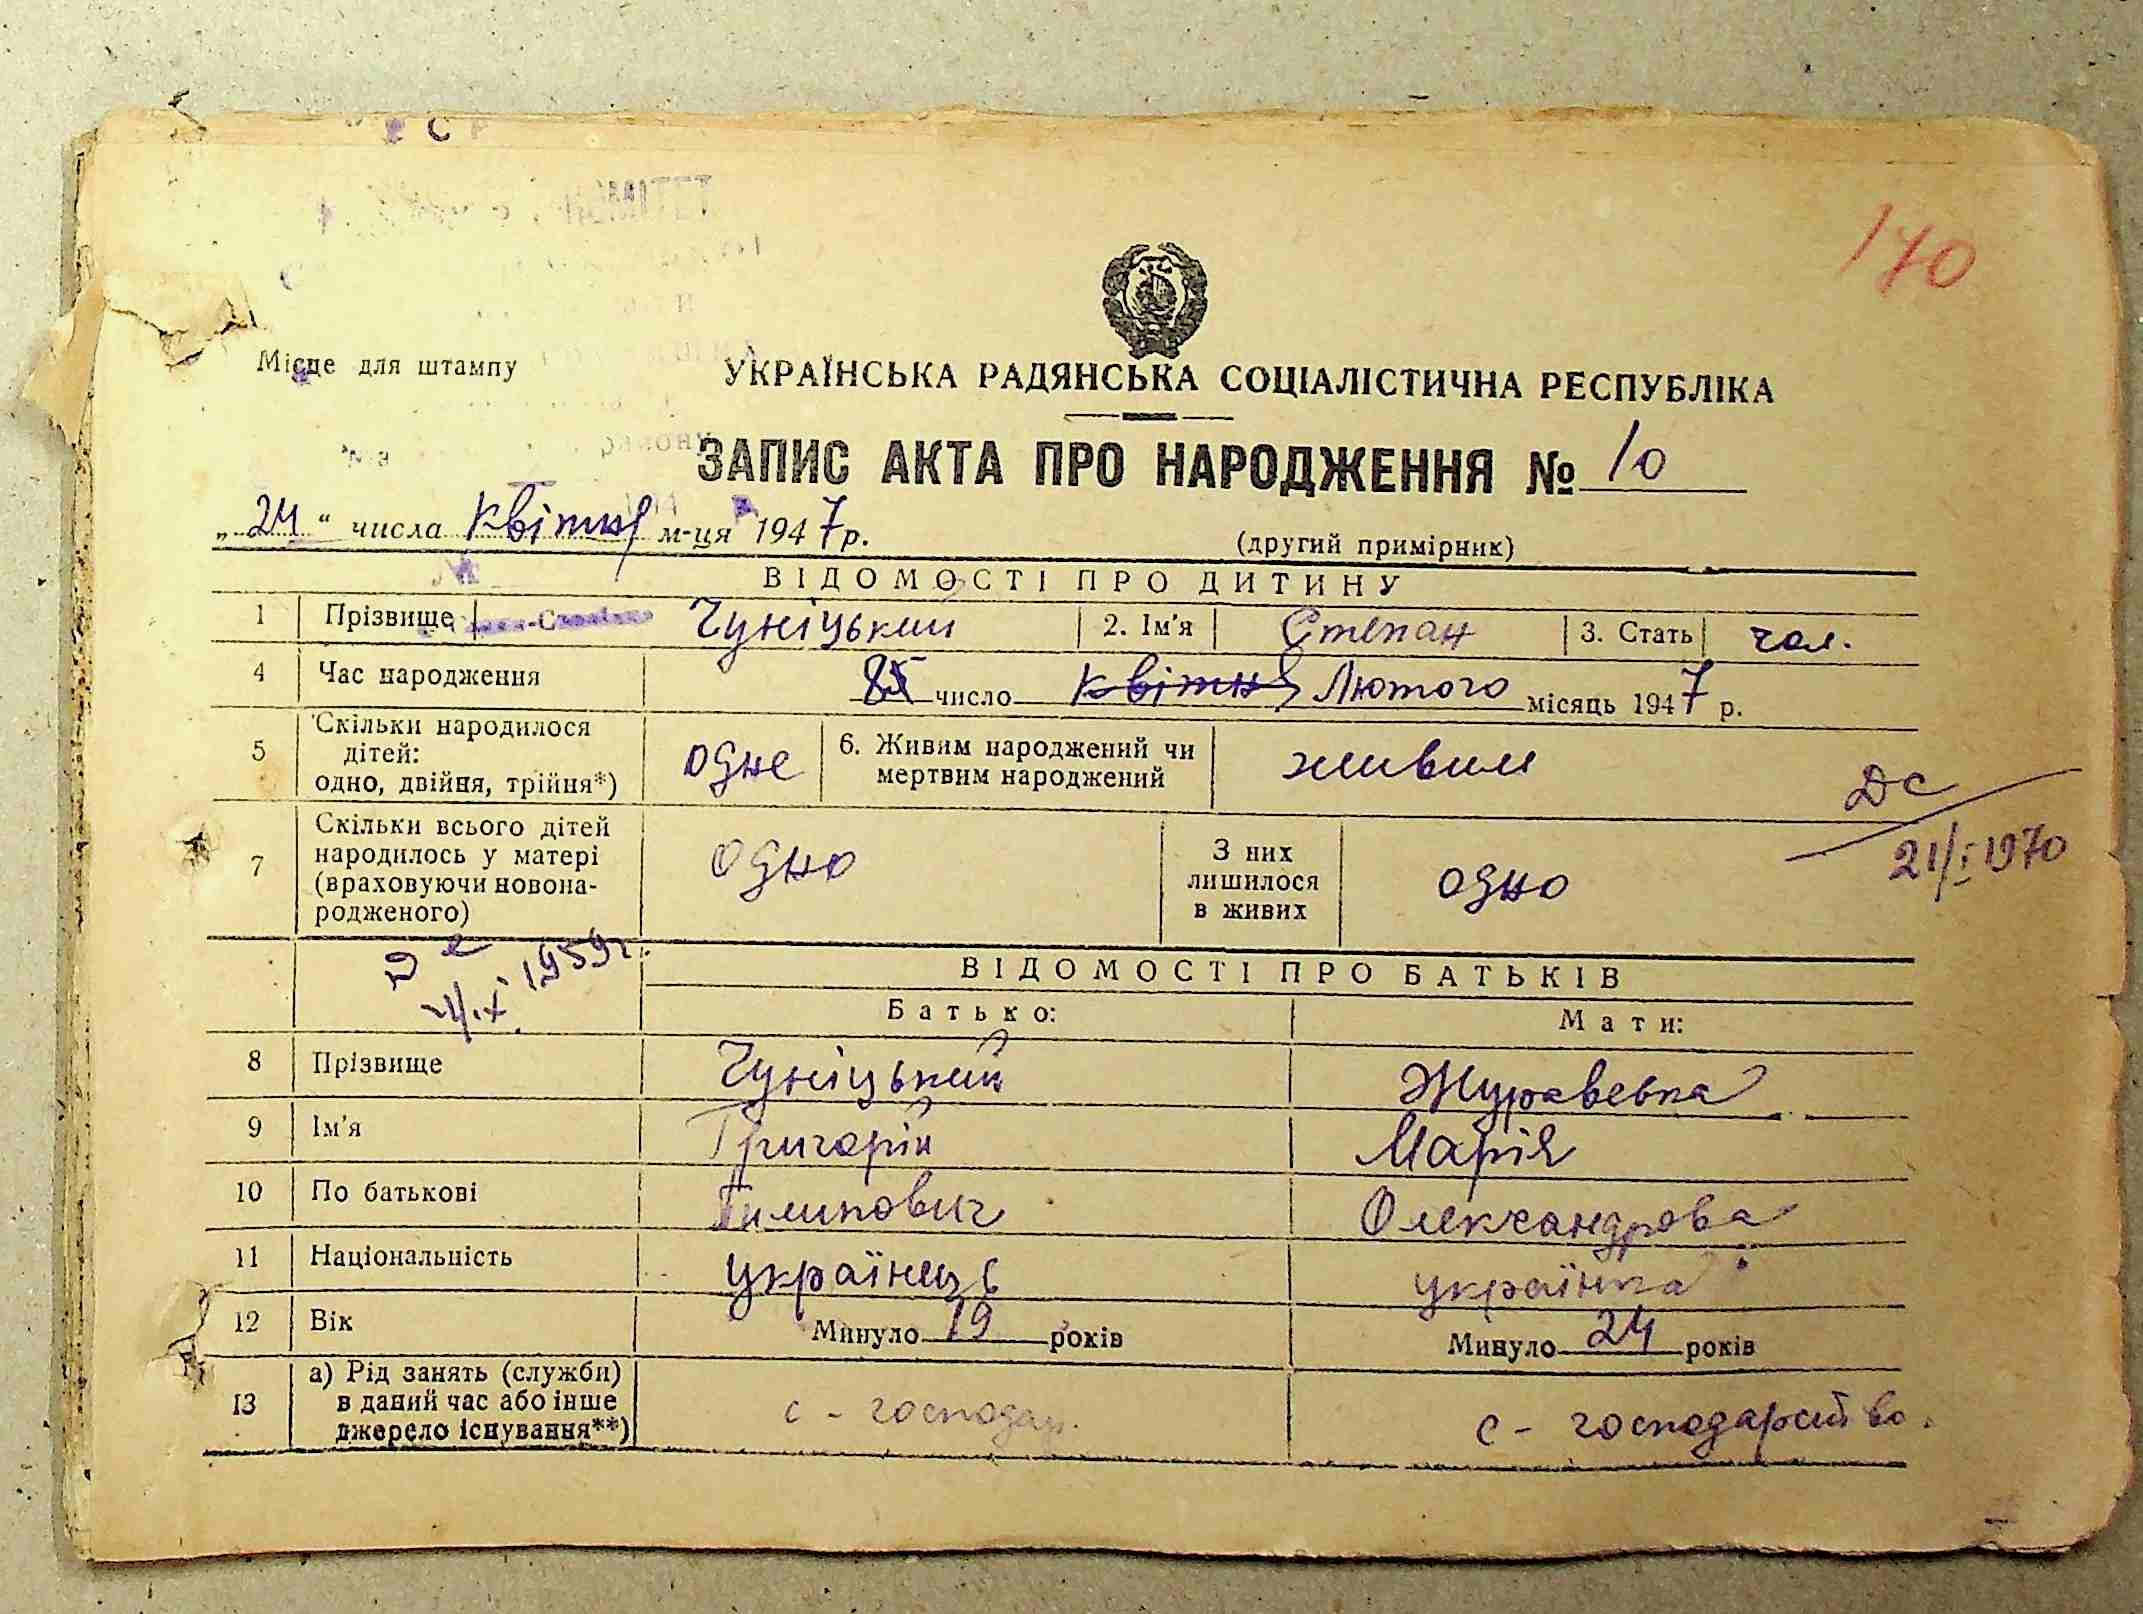 170
Місце для штампу
УКРАЇНСЬКА РАДЯНСЬКА СОЦІАЛІСТИЧНА РЕСПУБЛІКА
ЗАПИС АКТА ПРО НАРОДЖЕННЯ № 10
„24“ числа квітня м-ця 1947 р.
(другий примірник)
ВІДОМОСТІ ПРО ДИТИНУ
1 Прізвище Чуніцький 2. Ім'я Степан 3. Стать чол.
4 Час народження число квітня Лютого місяць 1947 р.
5 Скільки народилося дітей: одно, двійня, трійня*) одне 6. Живим народжений чи мертвим народжений живим
ДС
21/I 1970
7 Скільки всього дітей народилось у матері (враховуючи новонародженого) одно З них лишилося в живих одно
1959г.
ВІДОМОСТІ ПРО БАТЬКІВ
Батько: Мати:
8 Прізвище Чуніцький
9 Ім'я Григорій Марія
10 По батькові Олександрова
11 Національність українець українка
12 Вік Минуло 19 років Минуло 24 років
13 а) Рід занять (служби) в даний час або інше джерело існування**) с - господар. с - господарство.